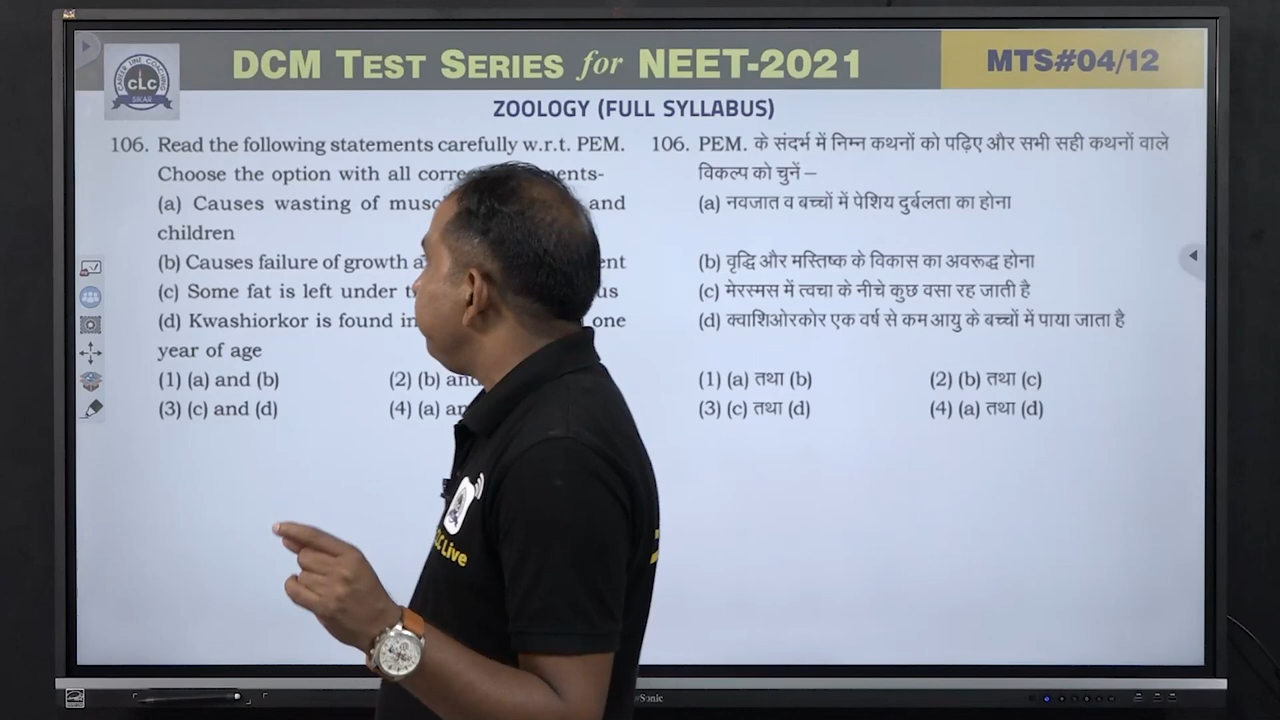 DCM TEST SERIES for NEET-2021
MTS#04/12
CAREER LINE COACHING
CLC
SIKAR
ZOOLOGY (FULL SYLLABUS)
106. Read the following statements carefully w.r.t. PEM.
Choose the option with all
(a) Causes wasting of and
children
(b) Causes failure of growth
(c) Some fat is left under
(d) Kwashiorkor is found in one
year of age
(1) (a) and (b) (2) (b) and
(3) (c) and (d) (4) (a)
106. PEM. के संदर्भ में निम्न कथनों को पढ़िए और सभी सही कथनों वाले
विकल्प को चुनें –
(a) नवजात व बच्चों में पेशिय दुर्बलता का होना
(b) वृद्धि और मस्तिष्क के विकास का अवरूद्ध होना
(c) मेरस्मस में त्वचा के नीचे कुछ वसा रह जाती है
(d) क्वाशिओरकोर एक वर्ष से कम आयु के बच्चों में पाया जाता है
(1) (a) तथा (b) (2) (b) तथा (c)
(3) (c) तथा (d) (4) (a) तथा (d)
Live